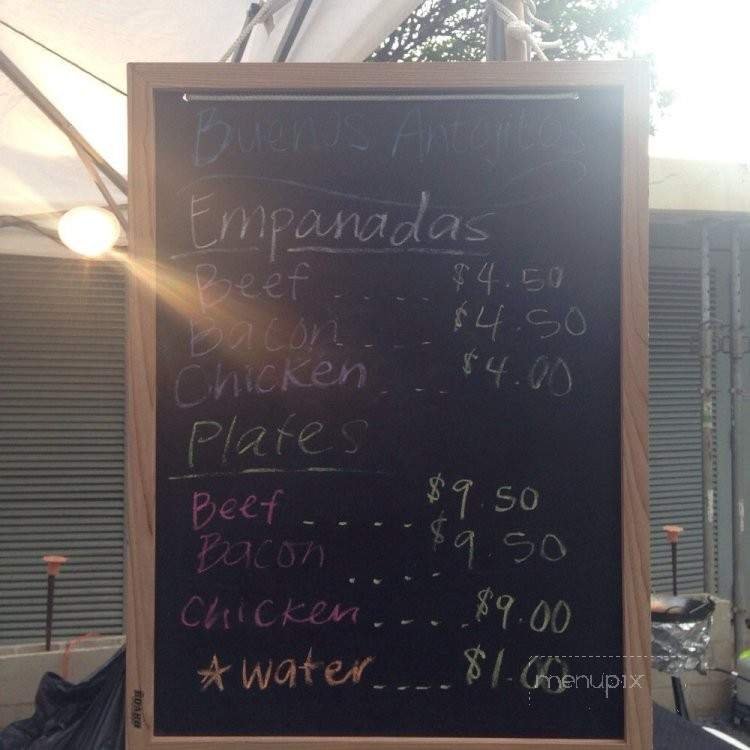 Buenos Antojitos
Empanadas
Beef ---- $4.50
Bacon ---- $4.50
Chicken --- $4.00
Plates
Beef ----- $9.50
Bacon ---- $9.50
Chicken ---- $9.00
☆ Water ---- $1.00
menupix
BOARD